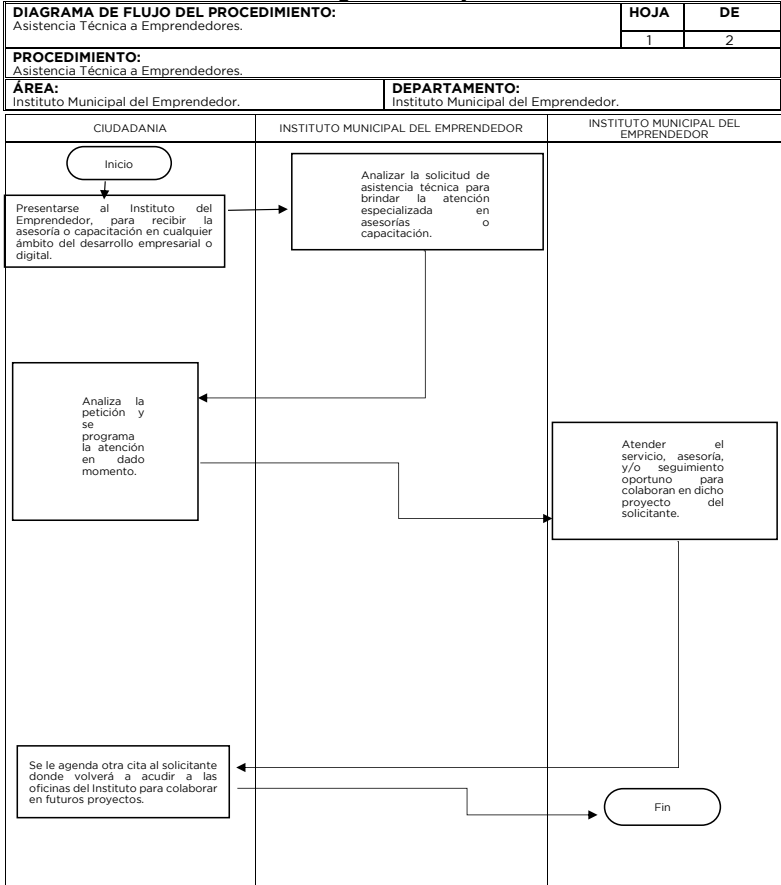 DIAGRAMA DE FLUJO DEL PROCEDIMIENTO:
Asistencia Técnica a Emprendedores.
HOJA
DE
1
2
PROCEDIMIENTO:
Asistencia Técnica a Emprendedores.
ÁREA:
Instituto Municipal del Emprendedor.
DEPARTAMENTO:
Instituto Municipal del Emprendedor.
CIUDADANIA
INSTITUTO MUNICIPAL DEL EMPRENDEDOR
INSTITUTO MUNICIPAL DEL
EMPRENDEDOR
Inicio
Presentarse al Instituto del
Emprendedor, para recibir la
asesoría o capacitación en cualquier
ámbito del desarrollo empresarial o
digital.
Analizar la solicitud de
asistencia técnica para
brindar la atención
especializada en
asesorías o
capacitación.
Analiza la
petición y
se
programa
la atención
en dado
momento.
Atender el
servicio, asesoría,
y/o seguimiento
oportuno para
colaboran en dicho
proyecto del
solicitante.
Se le agenda otra cita al solicitante
donde volverá a acudir a las
oficinas del Instituto para colaborar
en futuros proyectos.
Fin